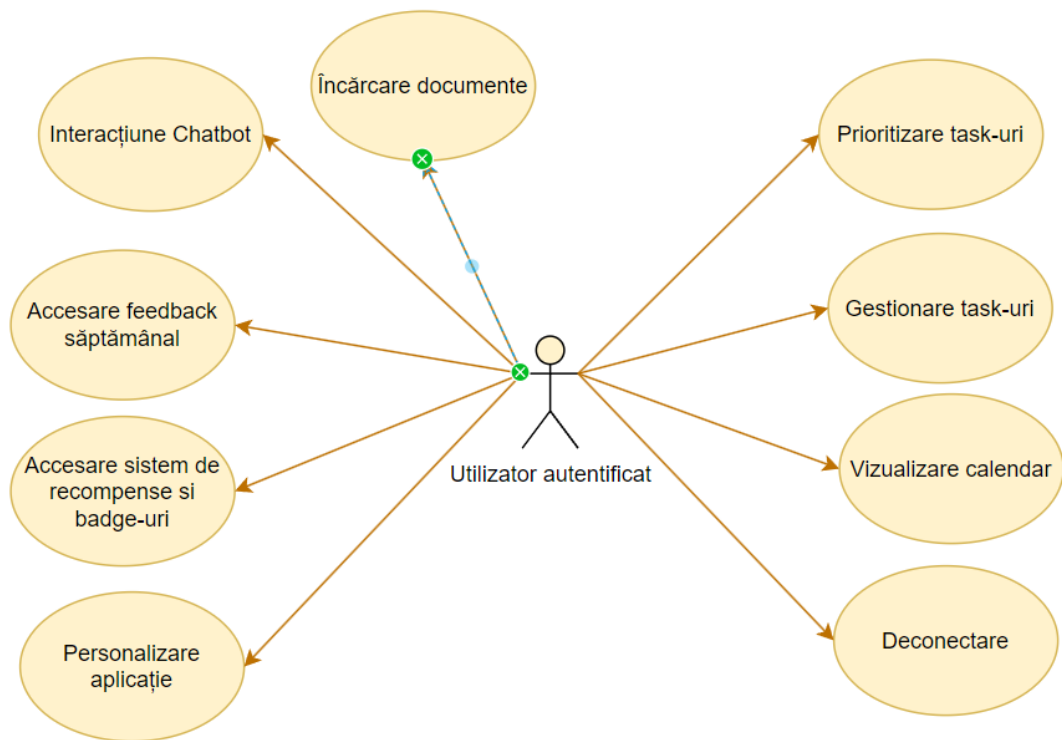 Încărcare documente
Interacțiune Chatbot
Prioritizare task-uri
Accesare feedback
săptămânal
Gestionare task-uri
Accesare sistem de
recompense si
badge-uri
Utilizator autentificat
Vizualizare calendar
Personalizare
aplicație
Deconectare